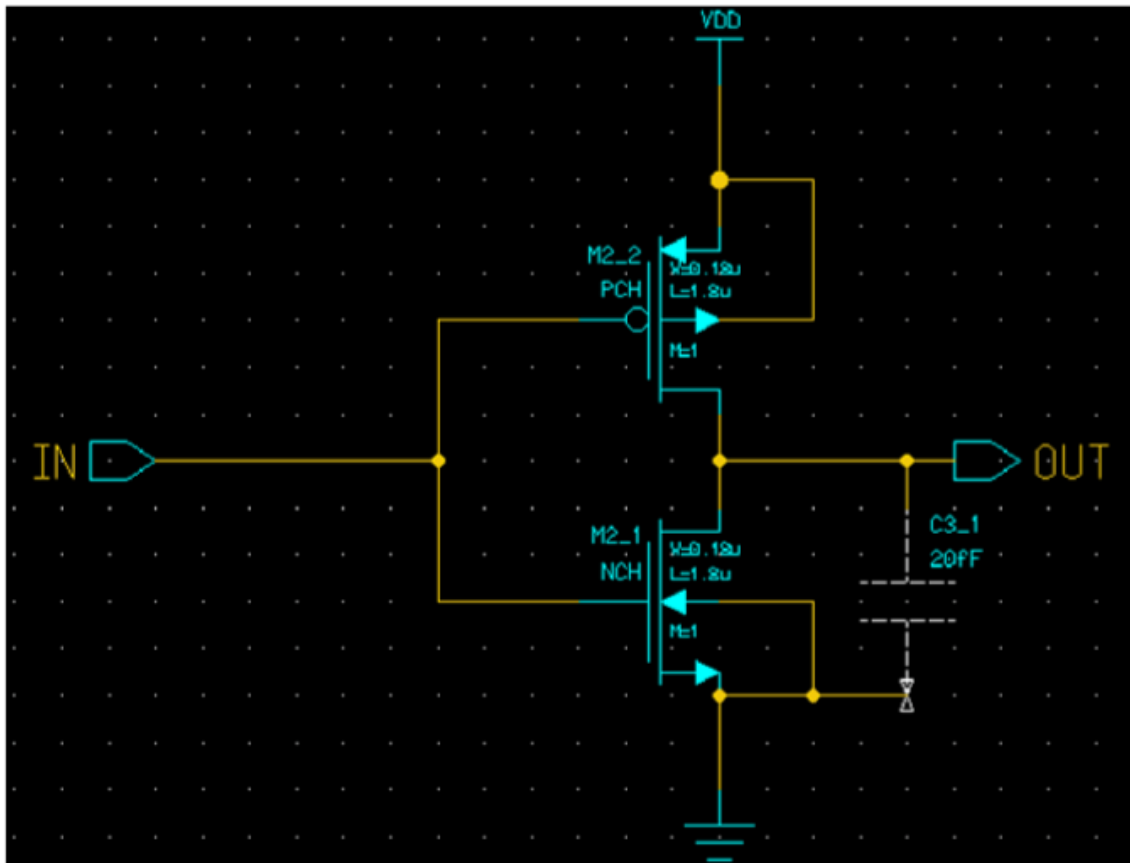 VDD
M2_2
PCH
W=0.18u
L=1.8u
M=1
IN
OUT
M2_1
NCH
W=0.18u
L=1.8u
M=1
C3_1
20fF